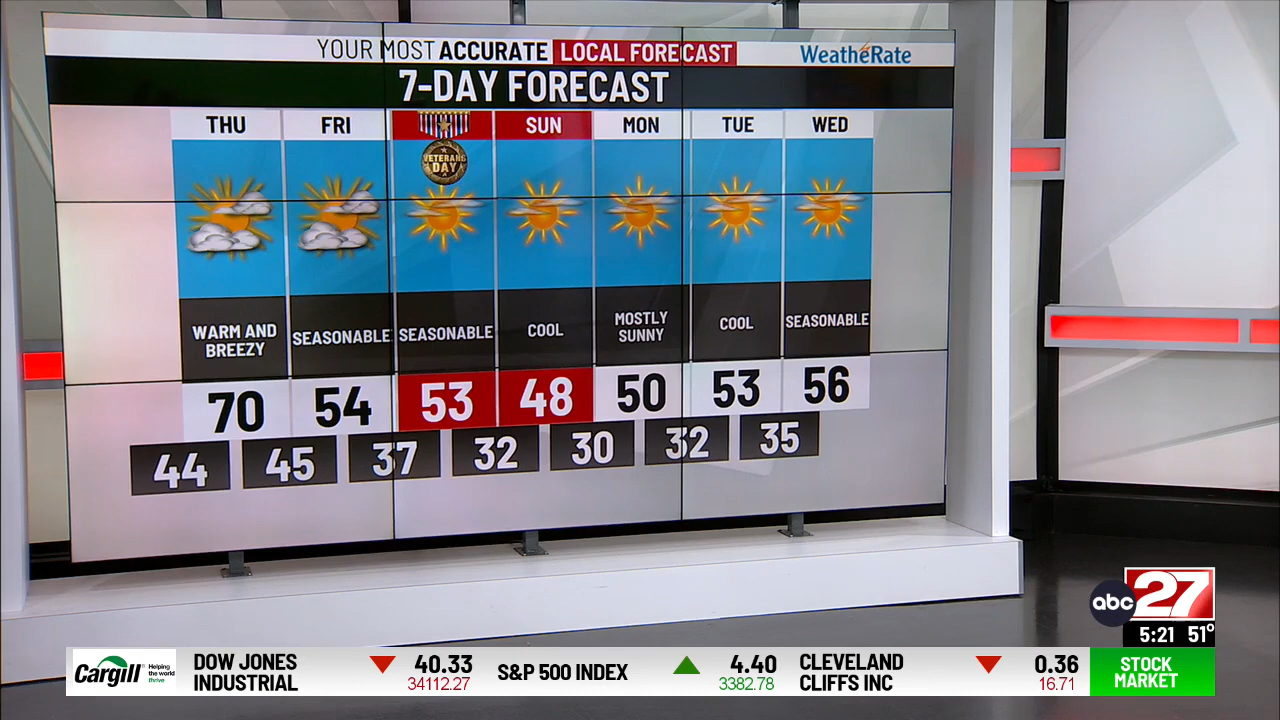 YOUR MOST ACCURATE LOCAL FORECAST
WeatheRate
7-DAY FORECAST
THU FRI SUN MON TUE WED
VETERANS
DAY
WARM AND
BREEZY
SEASONABLE
SEASONABLE
COOL
MOSTLY
SUNNY
COOL
SEASONABLE
70 54 53 48 50 53 56
44 45 37 32 30 32 35
abc 27
5:21 51°
Cargill
Helping
the world
thrive
DOW JONES
INDUSTRIAL
40.33
34112.27
S&P 500 INDEX
4.40
3382.78
CLEVELAND
CLIFFS INC
0.36
16.71
STOCK
MARKET